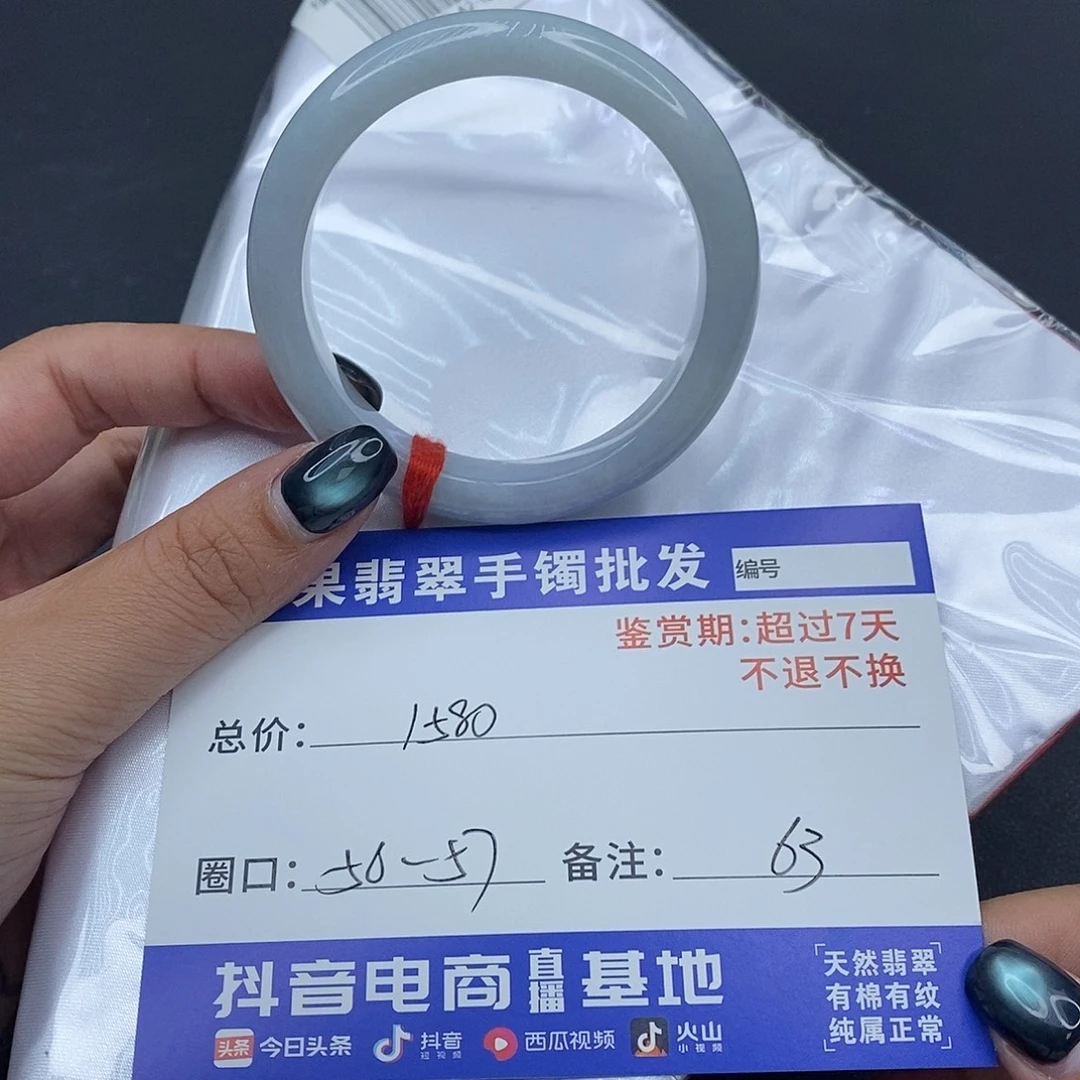 果翡翠手镯批发 编号
鉴赏期:超过7天
不退不换
总价: 1580
圈口: 56-57 备注: 63
抖音电商直播基地
天然翡翠
有棉有纹
纯属正常
头条 今日头条 抖音 短视频 西瓜视频 火山 小视频